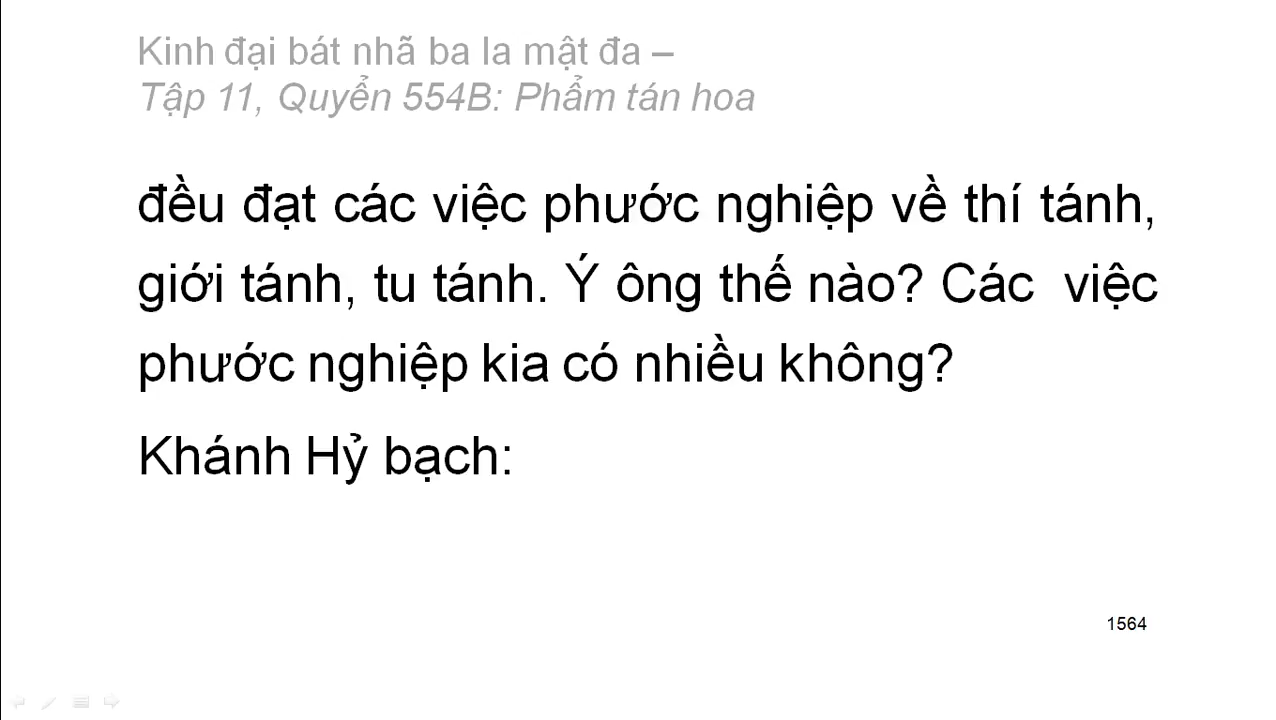 Kinh đại bát nhã ba la mật đa –
Tập 11, Quyển 554B: Phẩm tán hoa
đều đạt các việc phước nghiệp về thí tánh,
giới tánh, tu tánh. Ý ông thế nào? Các  việc
phước nghiệp kia có nhiều không?
Khánh Hỷ bạch:
1564